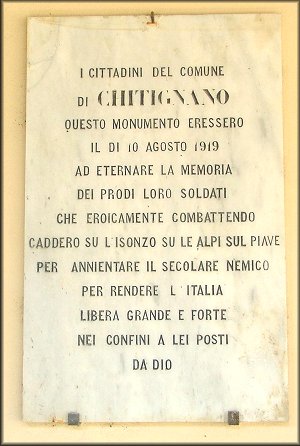 I CITTADINI DEL COMUNE
DI CHITIGNANO
QUESTO MONUMENTO ERESSERO
IL DI 10 AGOSTO 1919
AD ETERNARE LA MEMORIA
DEI PRODI LORO SOLDATI
CHE EROICAMENTE COMBATTENDO
CADDERO SU L'ISONZO SU LE ALPI SUL PIAVE
PER ANNIENTARE IL SECOLARE NEMICO
PER RENDERE L'ITALIA
LIBERA GRANDE E FORTE
NEI CONFINI A LEI POSTI
DA DIO